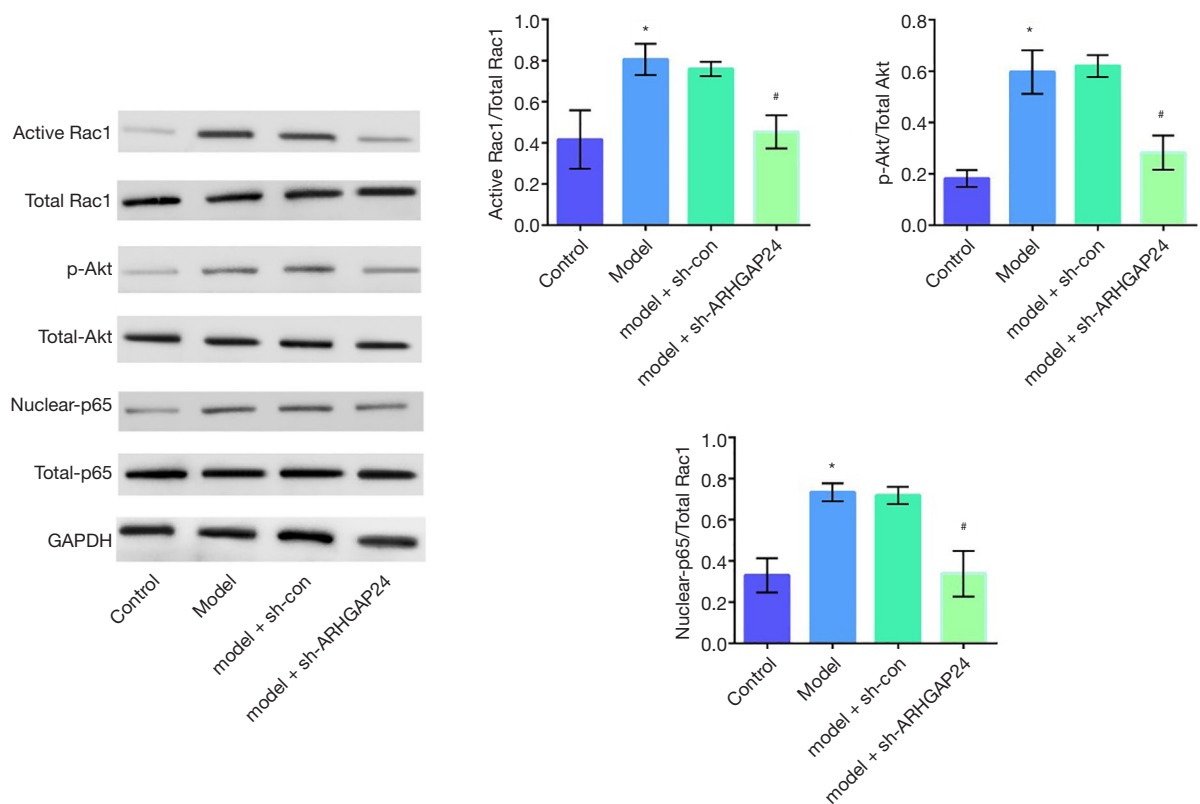 Active Rac1
Total Rac1
p-Akt
Total-Akt
Nuclear-p65
Total-p65
GAPDH
Control
Model
model + sh-con
model + sh-ARHGAP24
Active Rac1/Total Rac1
1.0
0.8
0.6
0.4
0.2
0.0
*
#
Control
Model
model + sh-con
model + sh-ARHGAP24
p-Akt/Total Akt
0.8
0.6
0.4
0.2
0.0
*
#
Control
Model
model + sh-con
model + sh-ARHGAP24
Nuclear-p65/Total Rac1
1.0
0.8
0.6
0.4
0.2
0.0
*
#
Control
Model
model + sh-con
model + sh-ARHGAP24